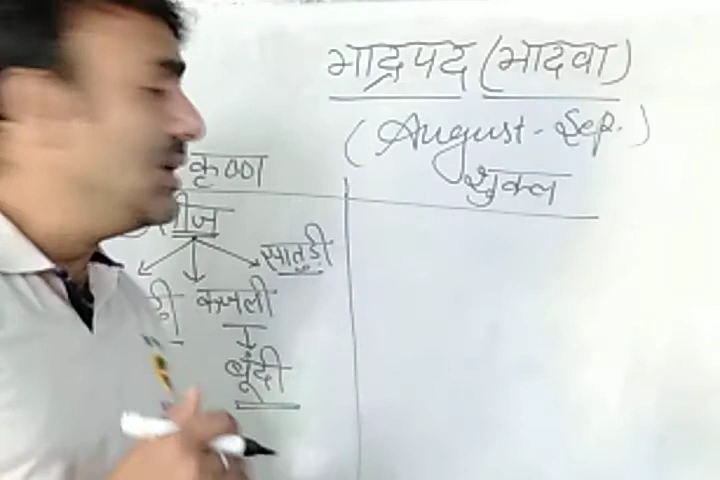 भाद्रपद (भादवा)
(August - Sep.)
कृष्ण
शुक्ल
तीज
सातुड़ी
कजली
बूंदी